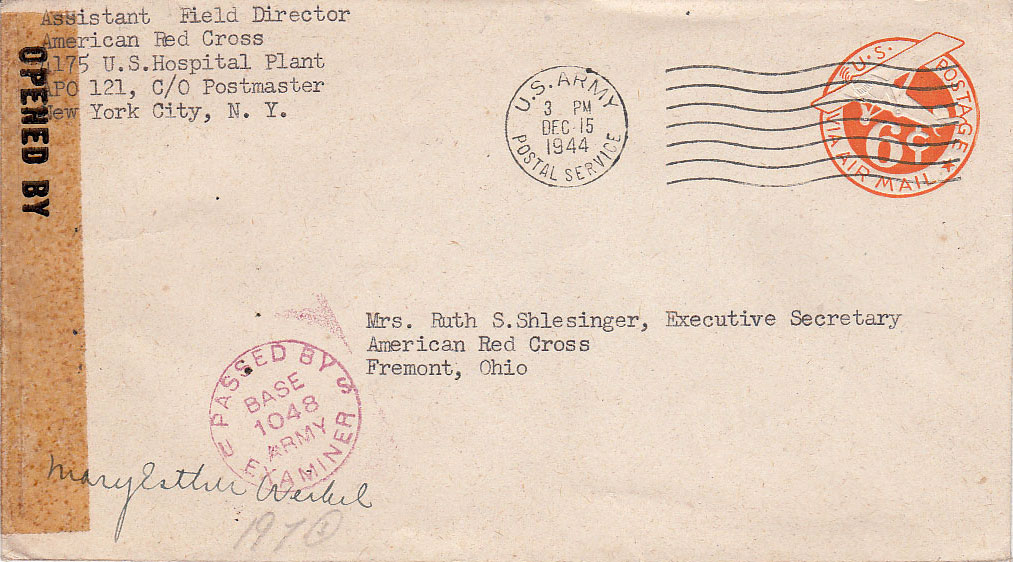 Assistant Field Director
American Red Cross
1175 U.S.Hospital Plant
APO 121, C/O Postmaster
New York City, N. Y.
OPENED BY
U.S. ARMY
3 PM
DEC 15
1944
POSTAL SERVICE
U.S. POSTAGE
6¢
VIA AIR MAIL
Mrs. Ruth S.Shlesinger, Executive Secretary
American Red Cross
Fremont, Ohio
PASSED BY
BASE
1048
ARMY
EXAMINER
Mary Esther